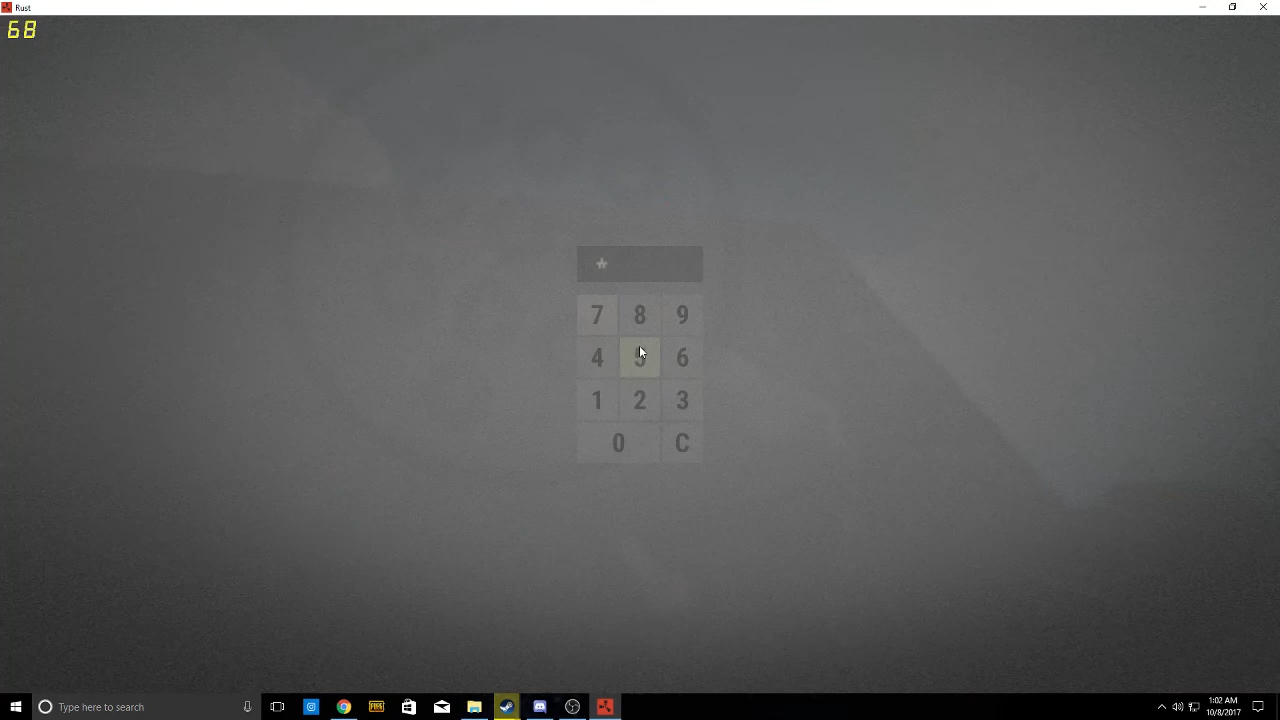 Rust
68
*
7 8 9
4 5 6
1 2 3
0 C
Type here to search
PUBG
1:02 AM
10/8/2017